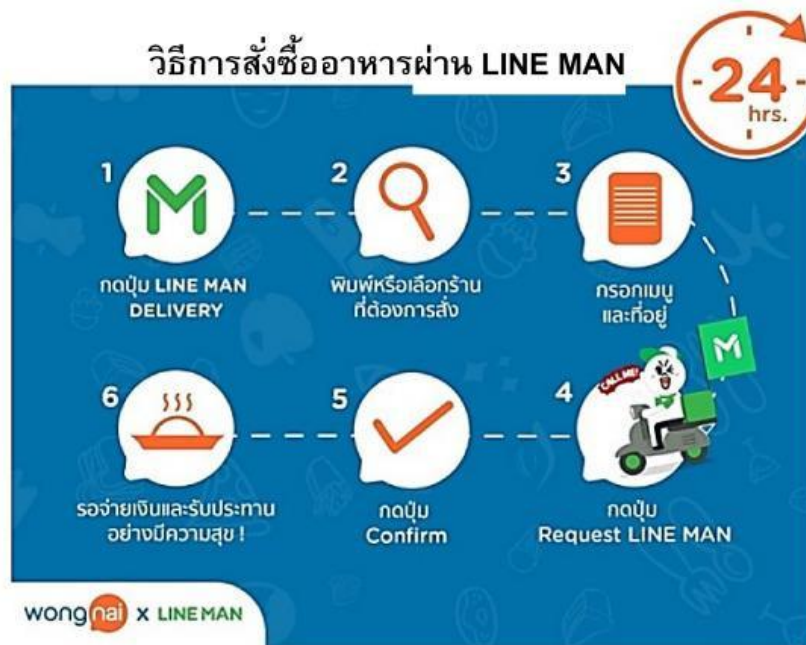 วิธีการสั่งซื้ออาหารผ่าน LINE MAN
24
hrs.
1
M
กดปุ่ม LINE MAN
DELIVERY
2
พิมพ์หรือเลือกร้าน
ที่ต้องการสั่ง
3
กรอกเมนู
และที่อยู่
M
CALL ME!
4
กดปุ่ม
Request LINE MAN
5
กดปุ่ม
Confirm
6
รอจ่ายเงินและรับประทาน
อย่างมีความสุข !
wongnai x LINE MAN